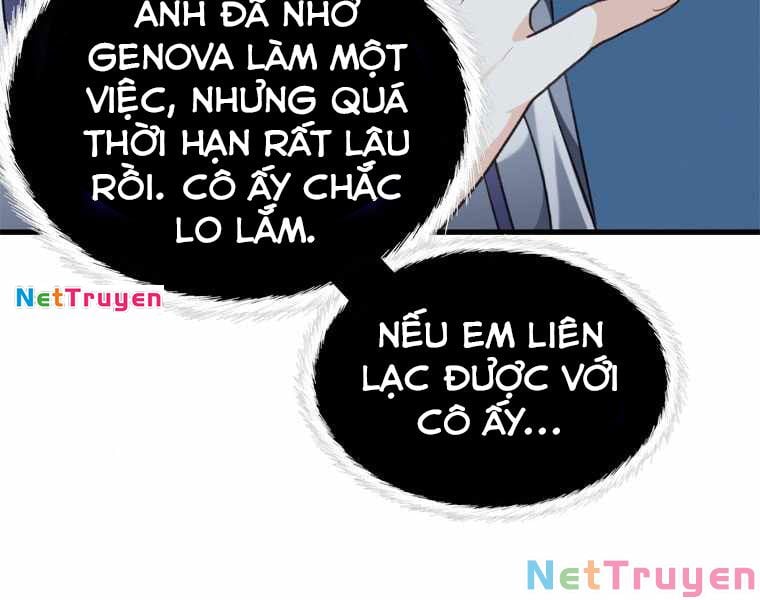 ANH ĐÃ NHỜ
GENOVA LÀM MỘT
VIỆC, NHƯNG QUÁ
THỜI HẠN RẤT LÂU
RỒI. CÔ ẤY CHẮC
LO LẮM.
NETTRUYEN
NẾU EM LIÊN
LẠC ĐƯỢC VỚI
CÔ ẤY...
NETTRUYEN